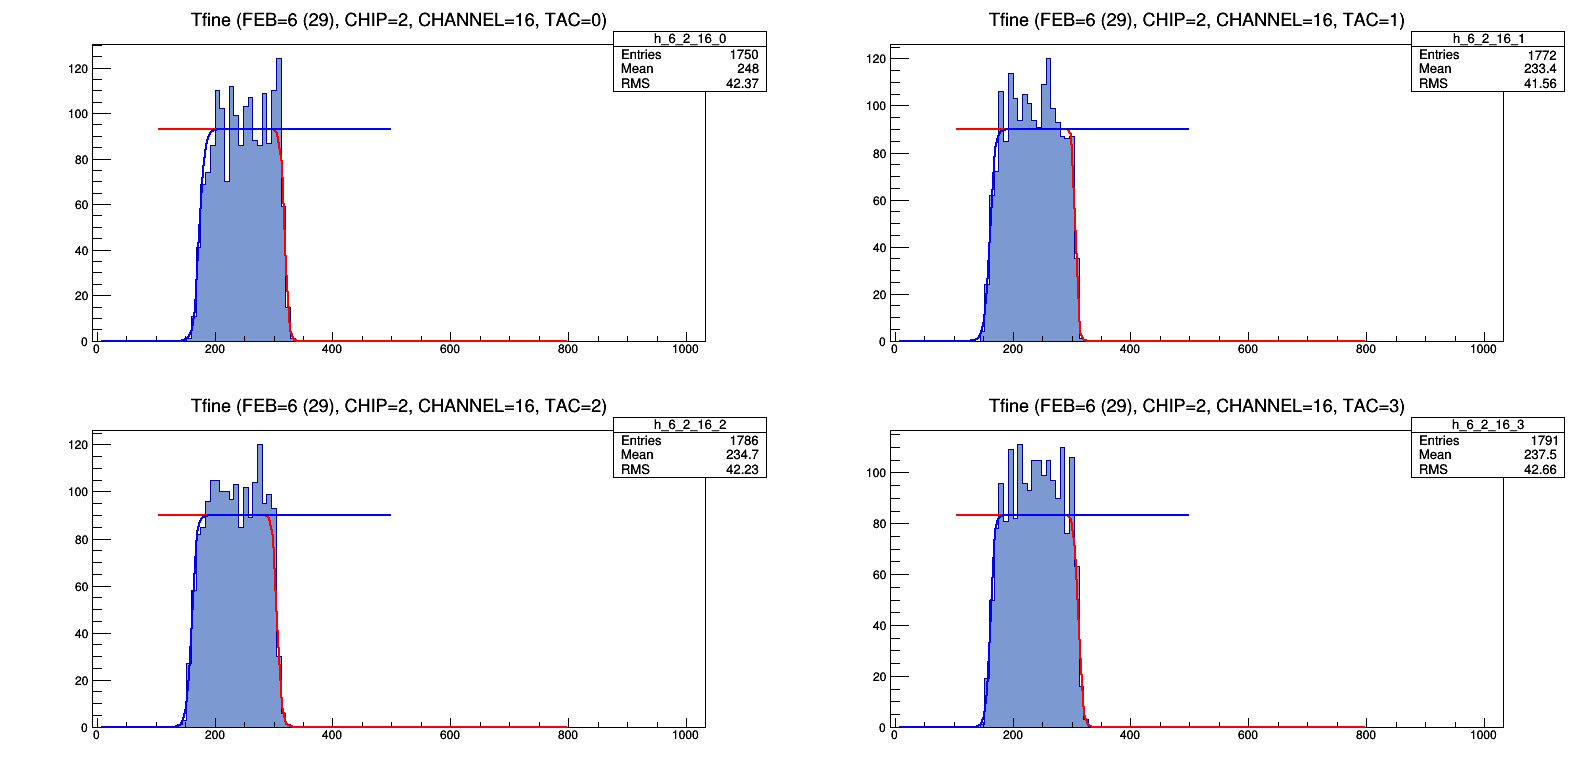 Tfine (FEB=6 (29), CHIP=2, CHANNEL=16, TAC=0)
h_6_2_16_0
Entries 1750
Mean 248
RMS 42.37
120
100
80
60
40
20
0
0 200 400 600 800 1000
Tfine (FEB=6 (29), CHIP=2, CHANNEL=16, TAC=1)
h_6_2_16_1
Entries 1772
Mean 233.4
RMS 41.56
120
100
80
60
40
20
0
0 200 400 600 800 1000
Tfine (FEB=6 (29), CHIP=2, CHANNEL=16, TAC=2)
h_6_2_16_2
Entries 1786
Mean 234.7
RMS 42.23
120
100
80
60
40
20
0
0 200 400 600 800 1000
Tfine (FEB=6 (29), CHIP=2, CHANNEL=16, TAC=3)
h_6_2_16_3
Entries 1791
Mean 237.5
RMS 42.66
100
80
60
40
20
0
0 200 400 600 800 1000